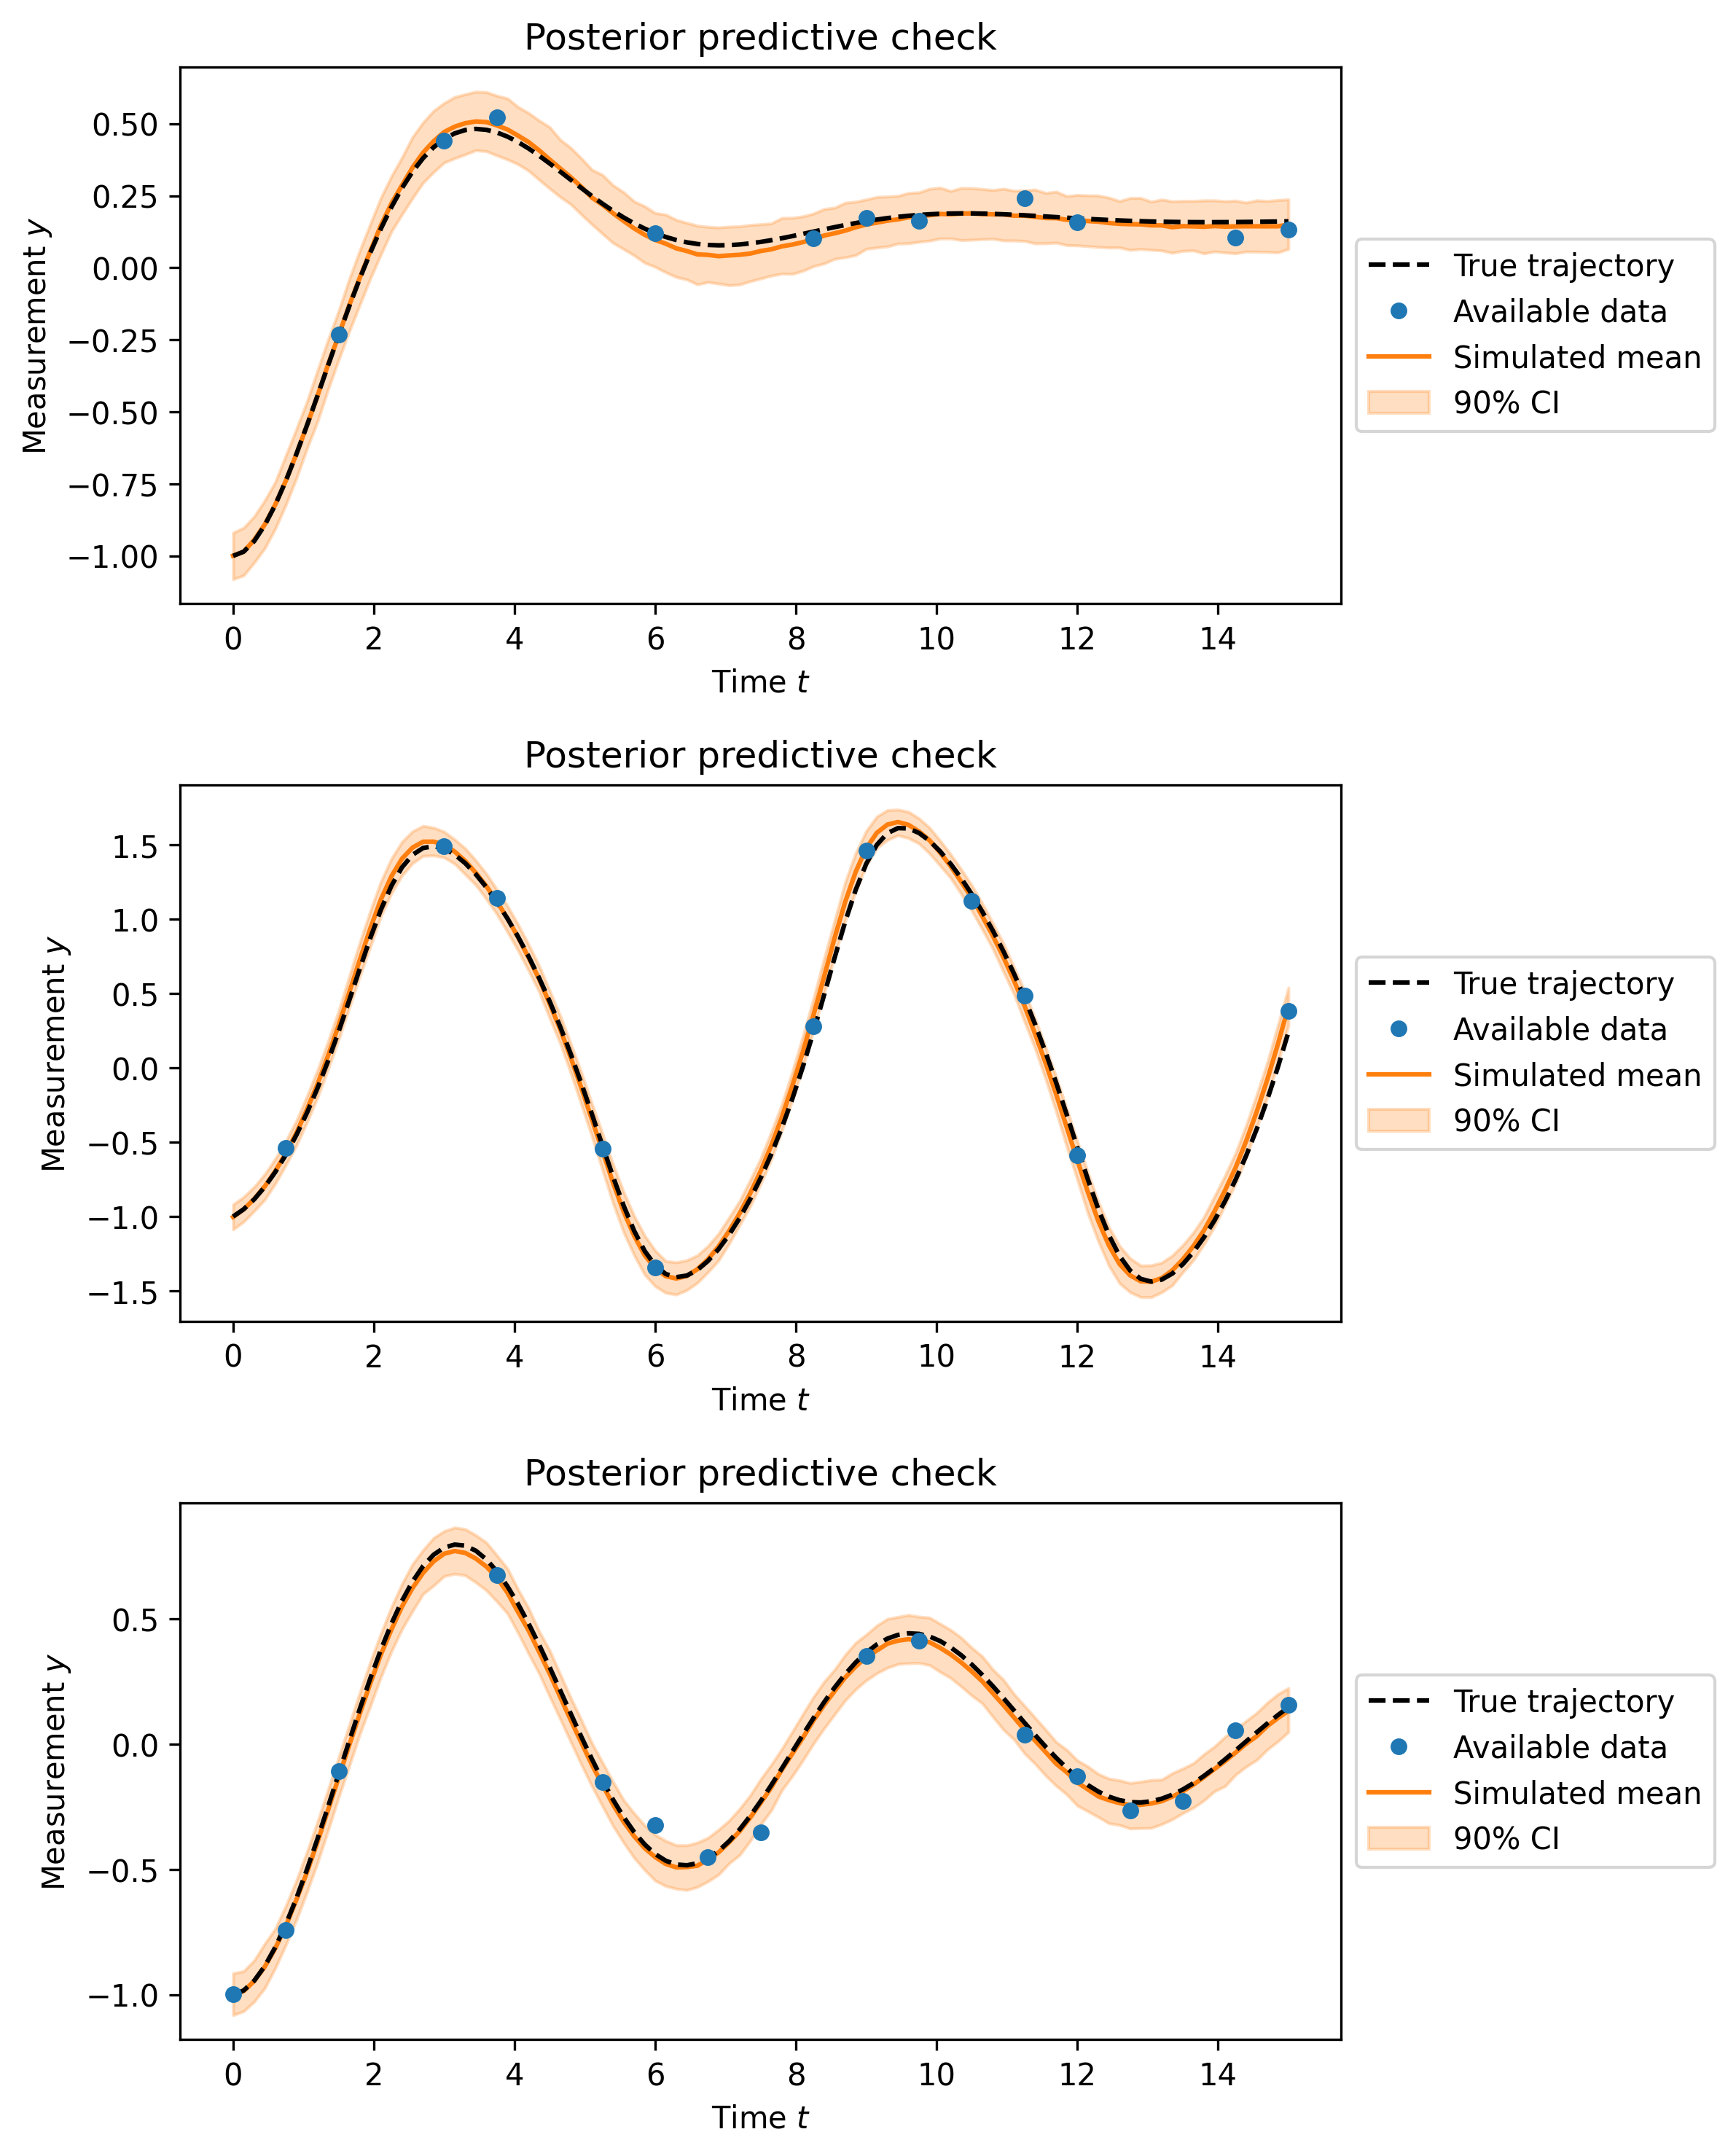 Posterior predictive check
0.50
0.25
0.00
−0.25
−0.50
−0.75
−1.00
Measurement y
0 2 4 6 8 10 12 14
Time t
True trajectory
Available data
Simulated mean
90% CI
Posterior predictive check
1.5
1.0
0.5
0.0
−0.5
−1.0
−1.5
Measurement y
0 2 4 6 8 10 12 14
Time t
True trajectory
Available data
Simulated mean
90% CI
Posterior predictive check
0.5
0.0
−0.5
−1.0
Measurement y
0 2 4 6 8 10 12 14
Time t
True trajectory
Available data
Simulated mean
90% CI